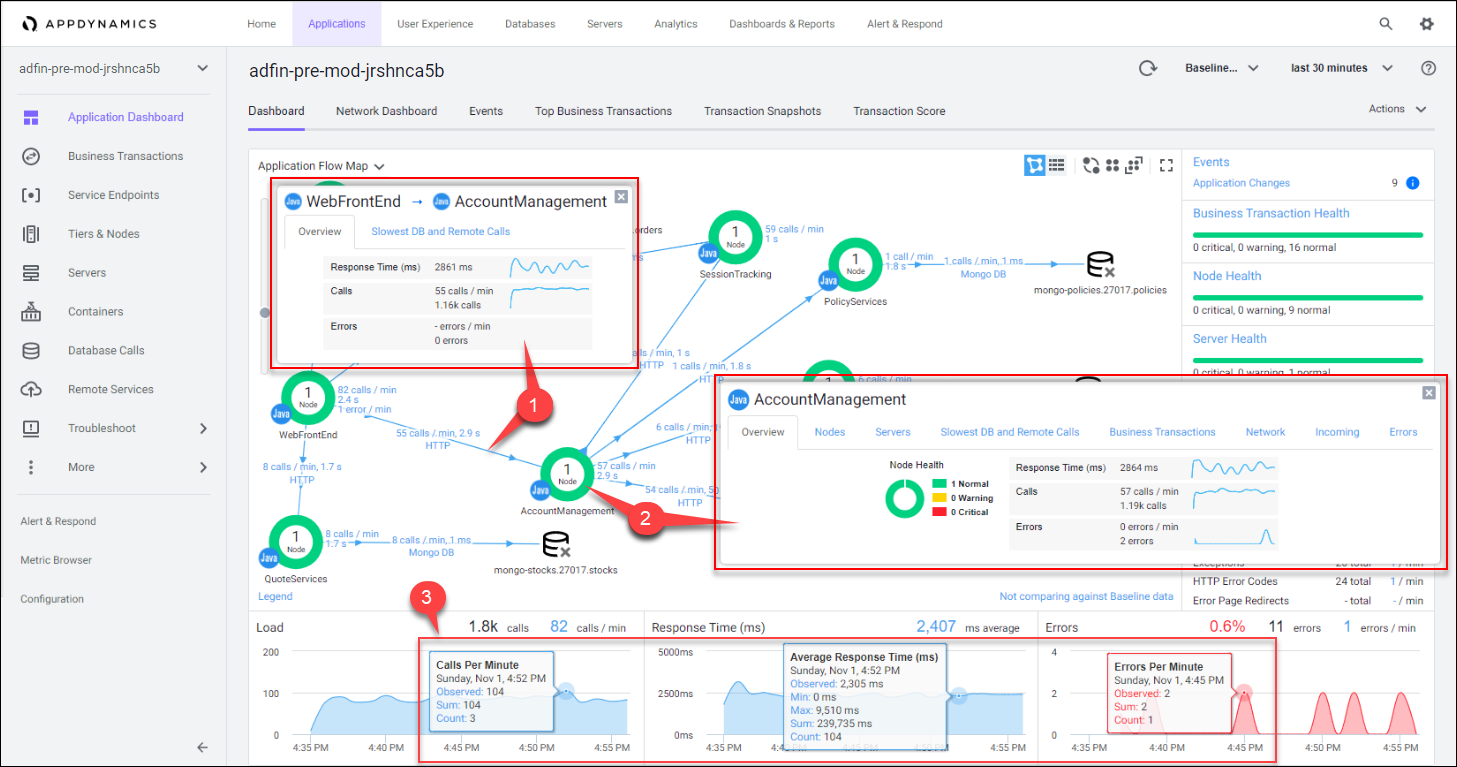 APPDYNAMICS
Home
Applications
User Experience
Databases
Servers
Analytics
Dashboards & Reports
Alert & Respond
adfin-pre-mod-jrshnca5b
Application Dashboard
Business Transactions
Service Endpoints
Tiers & Nodes
Servers
Containers
Database Calls
Remote Services
Troubleshoot
More
Alert & Respond
Metric Browser
Configuration
adfin-pre-mod-jrshnca5b
Baseline...
last 30 minutes
Dashboard
Network Dashboard
Events
Top Business Transactions
Transaction Snapshots
Transaction Score
Actions
Application Flow Map
Java WebFrontEnd → Java AccountManagement
Overview
Slowest DB and Remote Calls
Response Time (ms) 2861 ms
Calls 55 calls / min
1.16k calls
Errors - errors / min
0 errors
1
orders
1
Node
Java
SessionTracking
59 calls / min
1 s
1
Node
Java
PolicyServices
1 call / min
1.8 s
1 calls / min, 1 ms
Mongo DB
mongo-policies.27017.policies
calls / min, 1 s
HTTP
1 calls / min, 1.8 s
HTTP
6 calls / min
1
Node
Java
WebFrontEnd
82 calls / min
2.4 s
1 error / min
55 calls / min, 2.9 s
HTTP
8 calls / min, 1.7 s
HTTP
1
Node
Java
AccountManagement
57 calls / min
2.9 s
6 calls / min,
HTTP
54 calls / min, 50
HTTP
2
1
Node
Java
QuoteServices
8 calls / min
1.7 s
8 calls / min, 1 ms
Mongo DB
mongo-stocks.27017.stocks
Legend
Not comparing against Baseline data
Java AccountManagement
Overview
Nodes
Servers
Slowest DB and Remote Calls
Business Transactions
Network
Incoming
Errors
Node Health
1 Normal
0 Warning
0 Critical
Response Time (ms) 2864 ms
Calls 57 calls / min
1.19k calls
Errors 0 errors / min
2 errors
Events
Application Changes 9 i
Business Transaction Health
0 critical, 0 warning, 16 normal
Node Health
0 critical, 0 warning, 9 normal
Server Health
0 critical, 0 warning, 1 normal
Exceptions
HTTP Error Codes 24 total 1 / min
Error Page Redirects - total - / min
3
Load 1.8k calls 82 calls / min
200
100
0
4:35 PM 4:40 PM 4:45 PM 4:50 PM 4:55 PM
Calls Per Minute
Sunday, Nov 1, 4:52 PM
Observed: 104
Sum: 104
Count: 3
Response Time (ms) 2,407 ms average
5000ms
2500ms
0ms
4:35 PM 4:55 PM
Average Response Time (ms)
Sunday, Nov 1, 4:52 PM
Observed: 2,305 ms
Min: 0 ms
Max: 9,510 ms
Sum: 239,735 ms
Count: 104
Errors 0.6% 11 errors 1 errors / min
4
2
0
4:35 PM 4:40 PM 4:45 PM 4:50 PM 4:55 PM
Errors Per Minute
Sunday, Nov 1, 4:45 PM
Observed: 2
Sum: 2
Count: 1